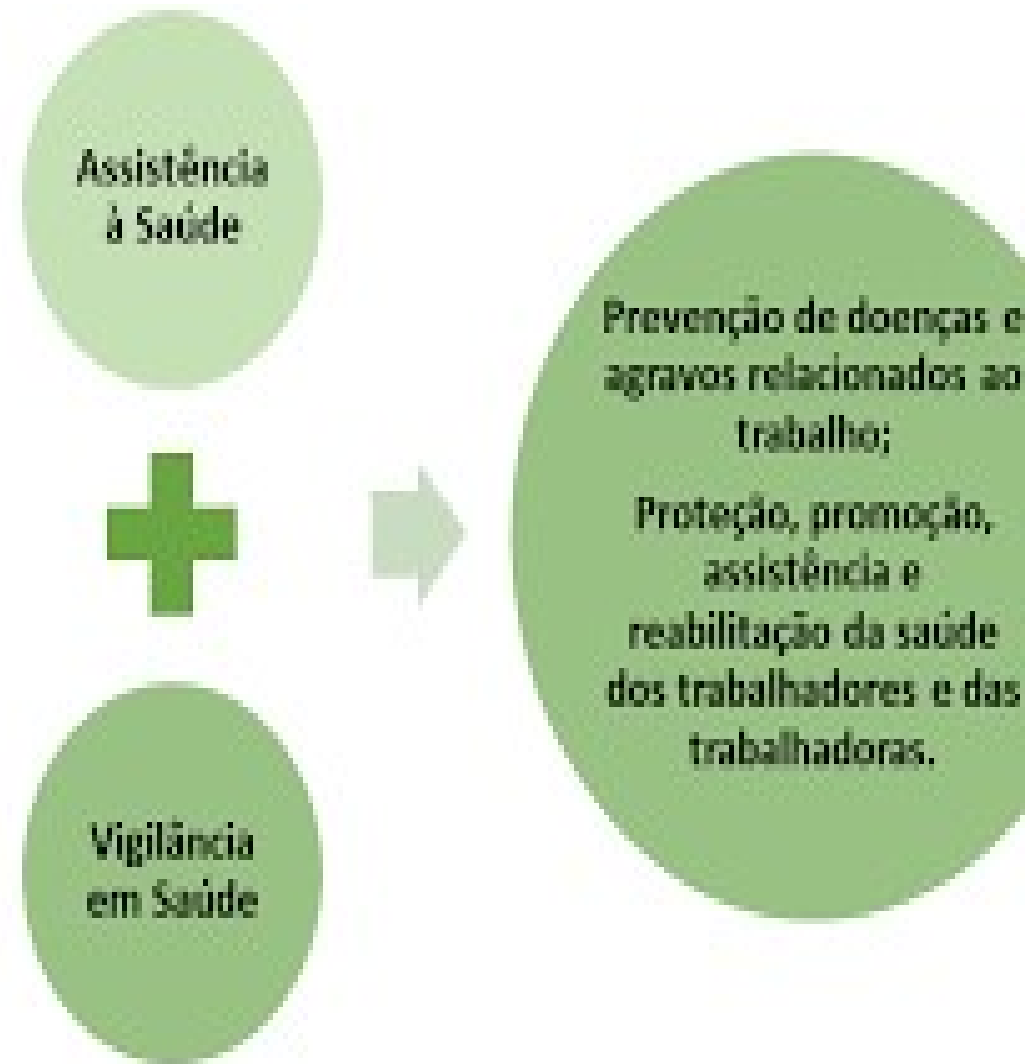 Assistência
à Saúde
Prevenção de doenças e
agravos relacionados ao
trabalho;
Proteção, promoção,
assistência e
reabilitação da saúde
dos trabalhadores e das
trabalhadoras.
Vigilância
em Saúde